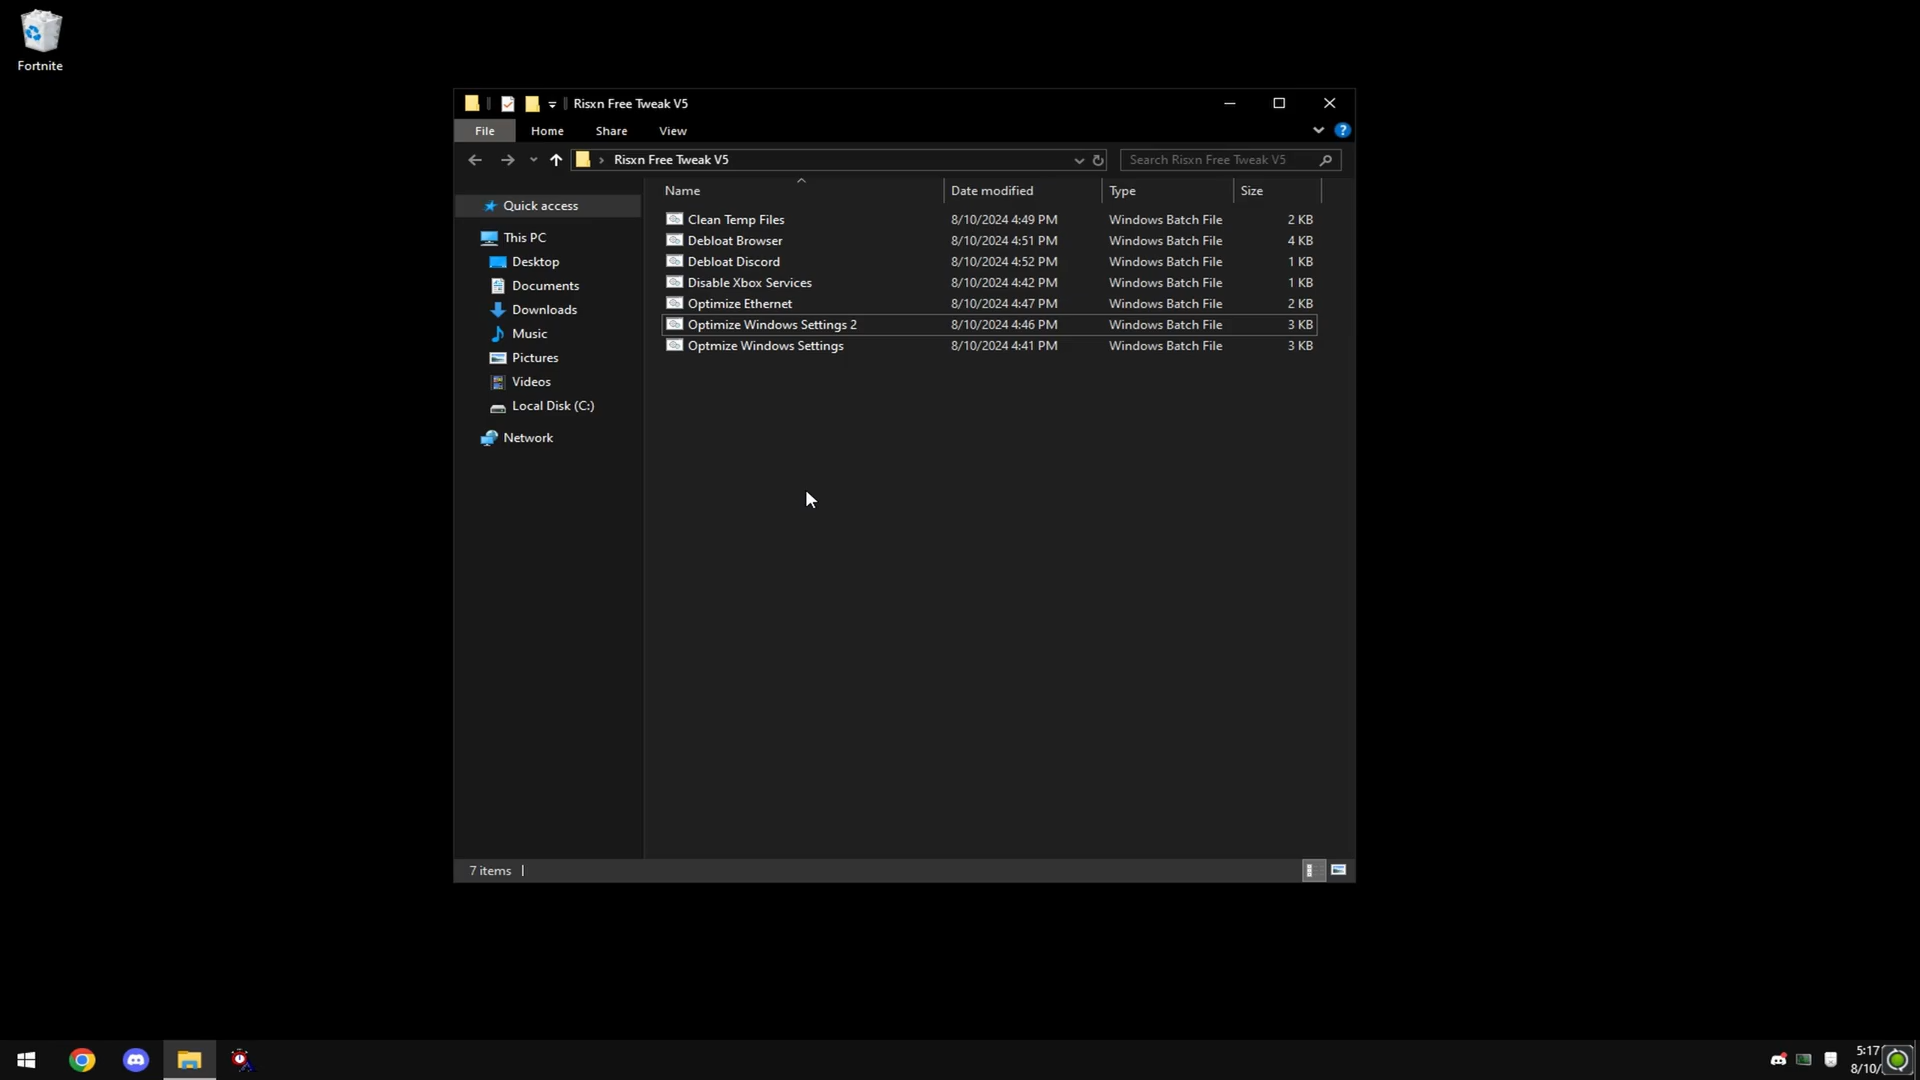 Fortnite
Risxn Free Tweak V5
File Home Share View
Risxn Free Tweak V5 Search Risxn Free Tweak V5
Name Date modified Type Size
Quick access
This PC
Desktop
Documents
Downloads
Music
Pictures
Videos
Local Disk (C:)
Network
Clean Temp Files 8/10/2024 4:49 PM Windows Batch File 2 KB
Debloat Browser 8/10/2024 4:51 PM Windows Batch File 4 KB
Debloat Discord 8/10/2024 4:52 PM Windows Batch File 1 KB
Disable Xbox Services 8/10/2024 4:42 PM Windows Batch File 1 KB
Optimize Ethernet 8/10/2024 4:47 PM Windows Batch File 2 KB
Optimize Windows Settings 2 8/10/2024 4:46 PM Windows Batch File 3 KB
Optmize Windows Settings 8/10/2024 4:41 PM Windows Batch File 3 KB
7 items
5:17
8/10/